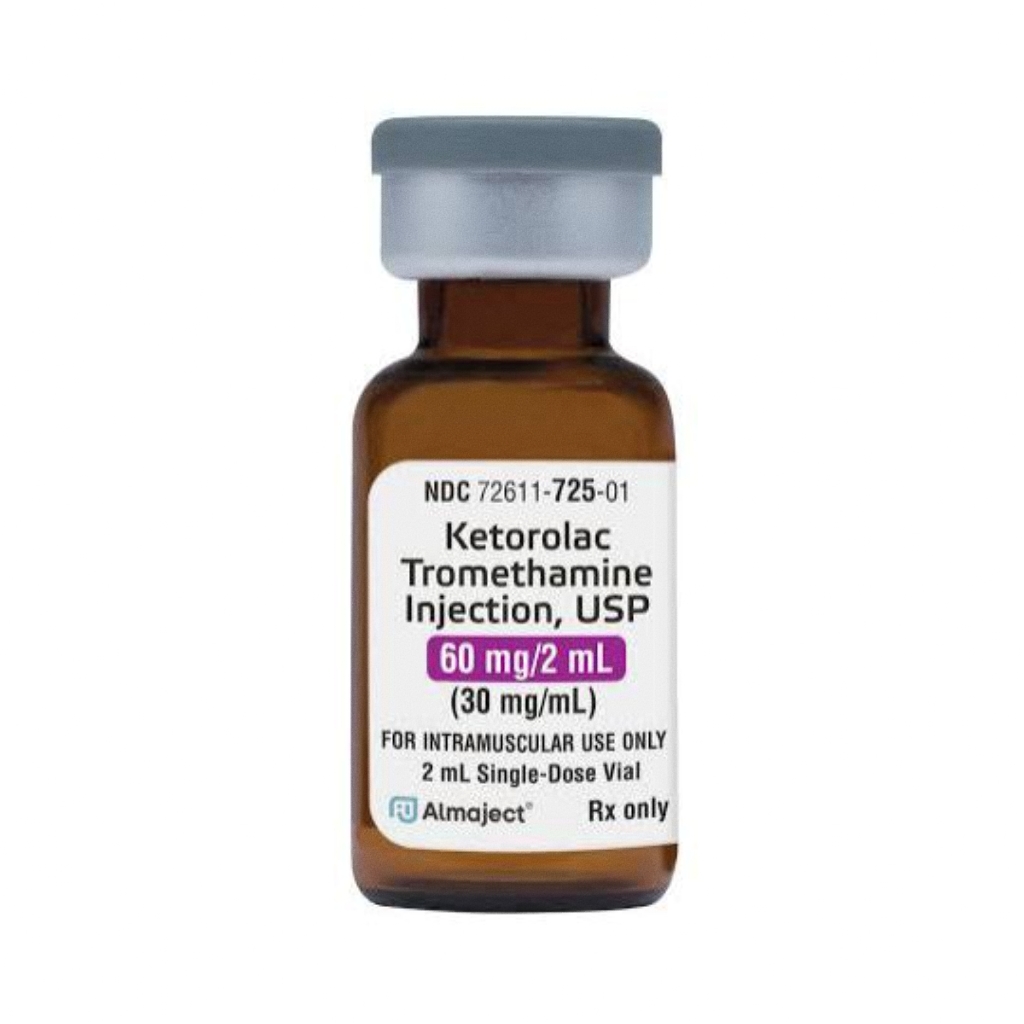 NDC 72611-725-01
Ketorolac
Tromethamine
Injection, USP
60 mg/2 mL
(30 mg/mL)
FOR INTRAMUSCULAR USE ONLY
2 mL Single-Dose Vial
Almaject® Rx only